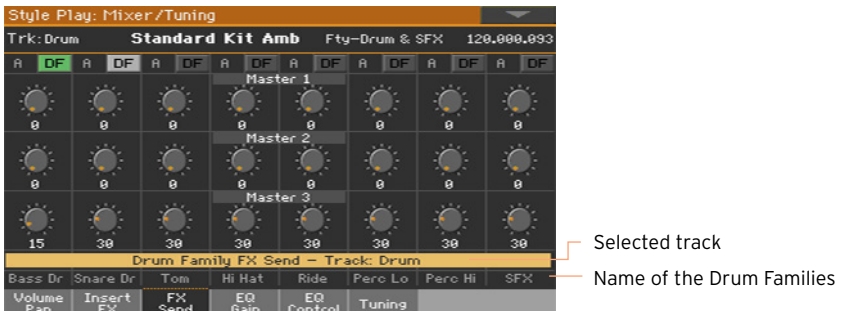 Style Play: Mixer/Tuning
Trk:Drum Standard Kit Amb Fty-Drum & SFX 120.000.093
A DF A DF A DF A DF A DF A DF A DF A DF
Master 1
0 0 0 0 0 0 0 0
Master 2
0 0 0 0 0 0 0 0
Master 3
15 30 30 30 30 30 30 30
Drum Family FX Send - Track: Drum
Selected track
Bass Dr Snare Dr Tom Hi Hat Ride Perc Lo Perc Hi SFX
Name of the Drum Families
Volume Insert FX EQ EQ Tuning
Pan FX Send Gain Control